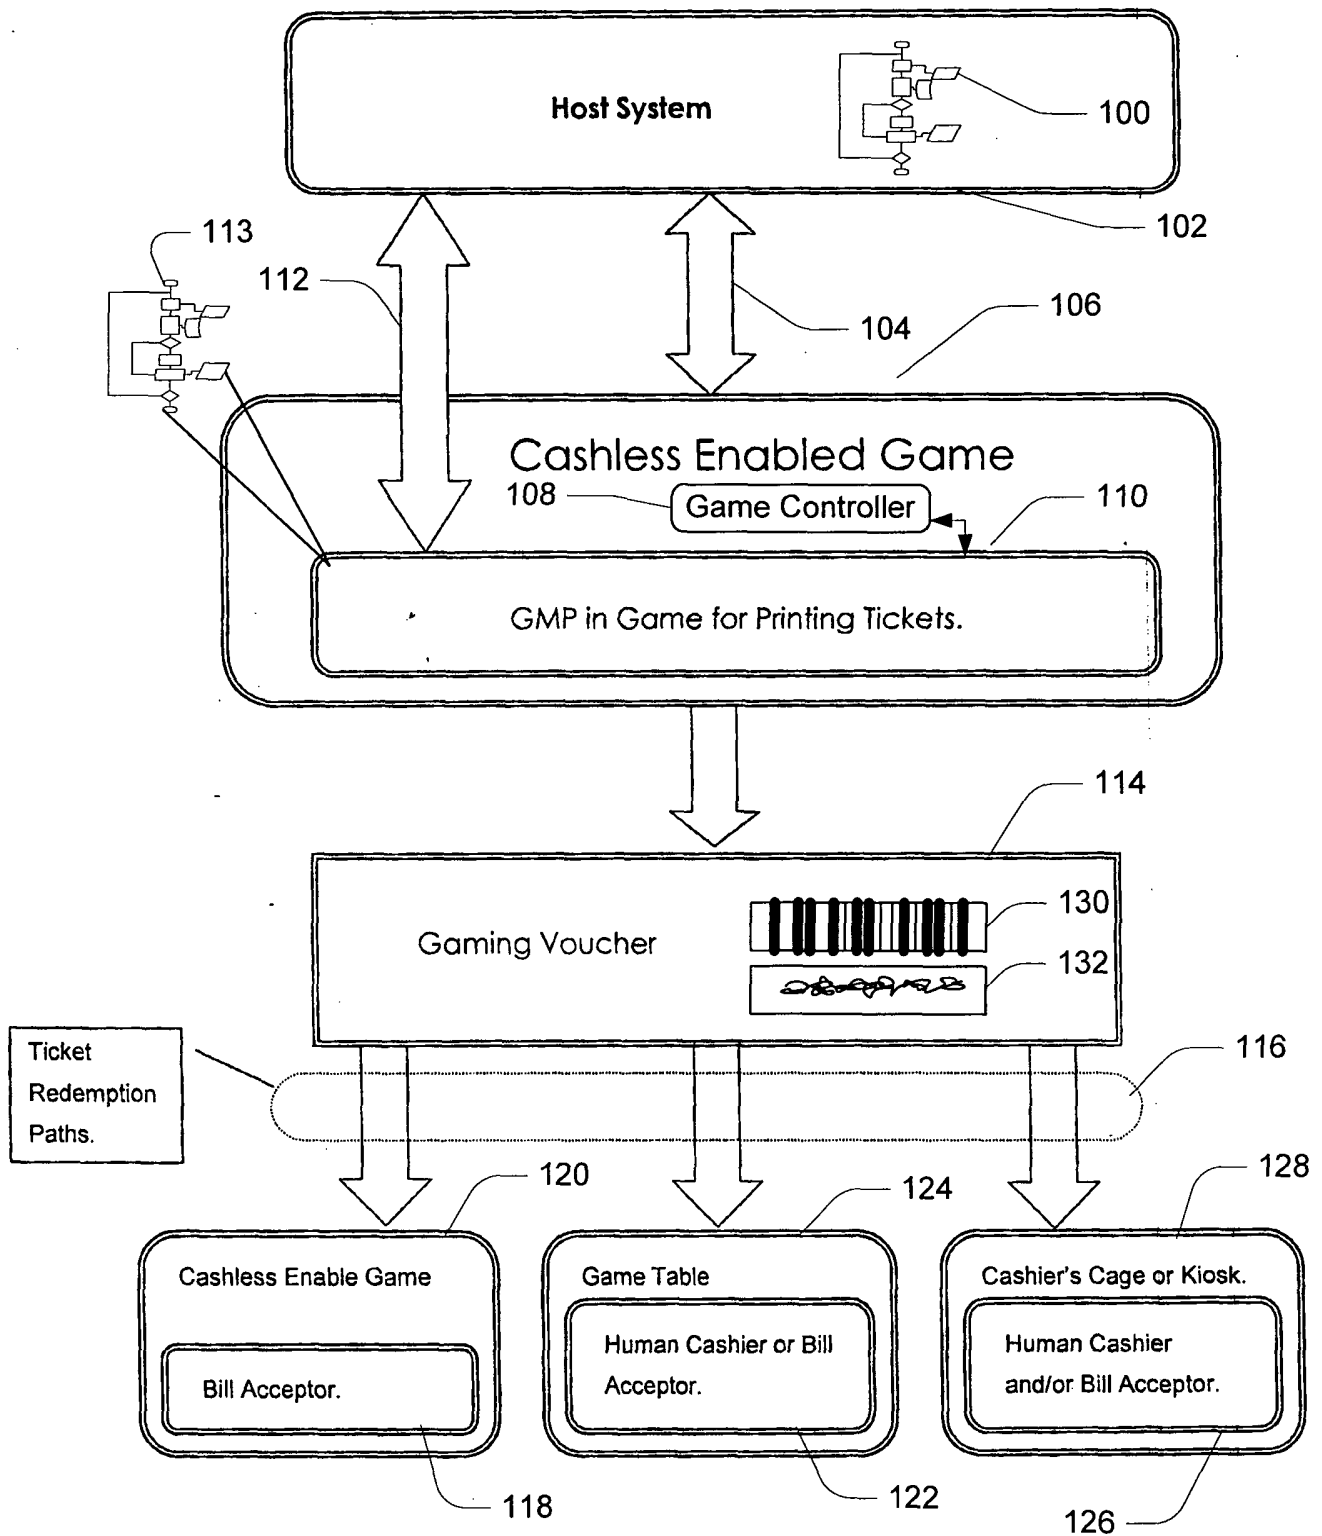 Host System
100
102
113
112
104
106
Cashless Enabled Game
108
Game Controller
110
GMP in Game for Printing Tickets.
114
Gaming Voucher
130
132
Ticket
Redemption
Paths.
116
120
124
128
Cashless Enable Game
Game Table
Cashier's Cage or Kiosk.
Human Cashier or Bill
Acceptor.
Human Cashier
and/or Bill Acceptor.
Bill Acceptor.
118
122
126